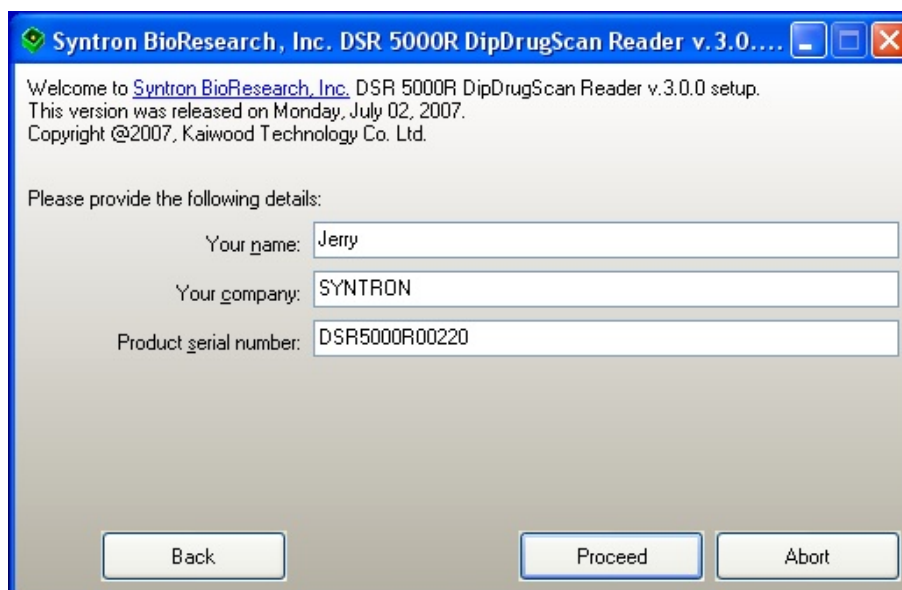 Syntron BioResearch, Inc. DSR 5000R DipDrugScan Reader v.3.0....
Welcome to Syntron BioResearch, Inc. DSR 5000R DipDrugScan Reader v.3.0.0 setup.
This version was released on Monday, July 02, 2007.
Copyright @2007, Kaiwood Technology Co. Ltd.
Please provide the following details:
Your name: Jerry
Your company: SYNTRON
Product serial number: DSR5000R00220
Back Proceed Abort